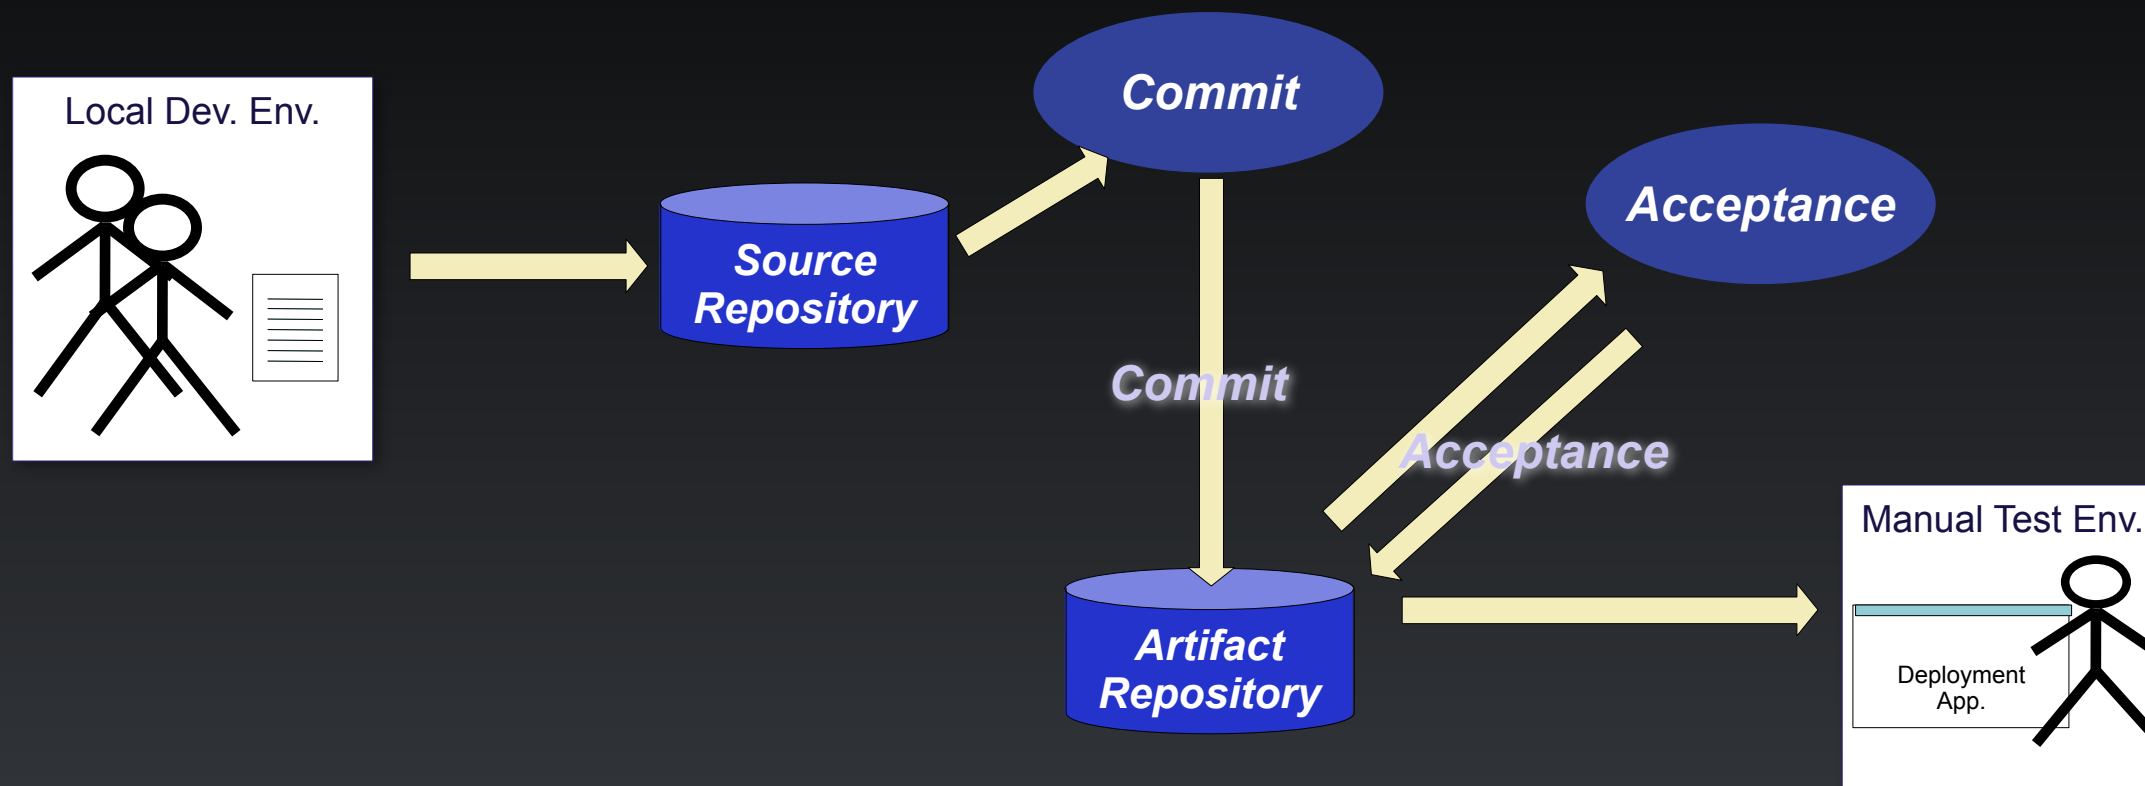 Local Dev. Env.
Commit
Acceptance
Source
Repository
Commit
Acceptance
Manual Test Env.
Artifact
Repository
Deployment
App.